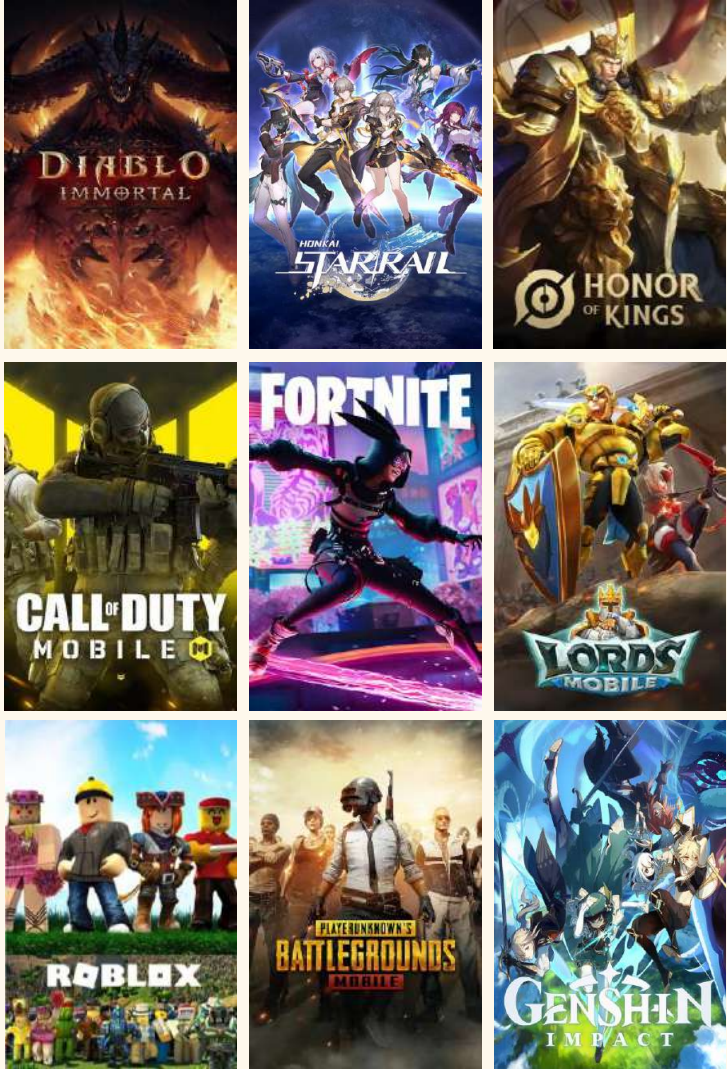 DIABLO
IMMORTAL
HONKAI
STAR RAIL
HONOR
OF KINGS
CALL OF DUTY
MOBILE
FORTNITE
LORDS
MOBILE
ROBLOX
PLAYERUNKNOWN'S
BATTLEGROUNDS
MOBILE
GENSHIN
IMPACT